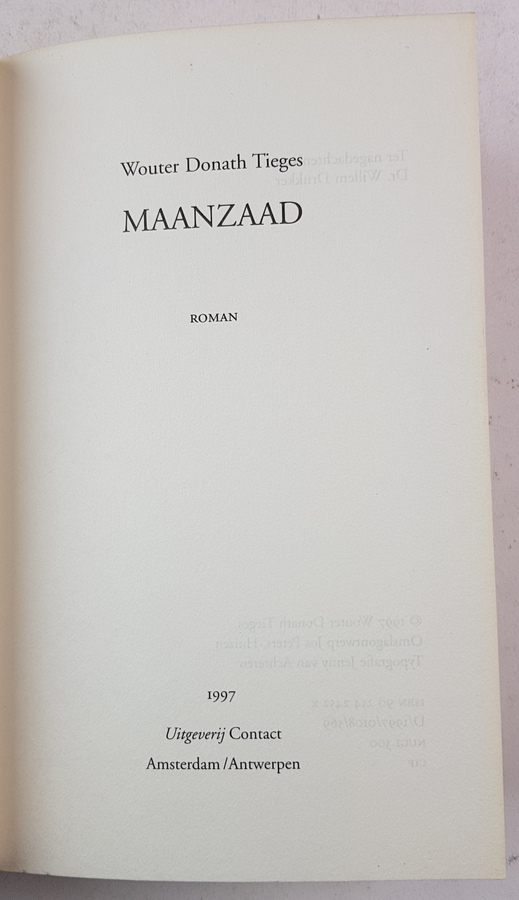 Wouter Donath Tieges
MAANZAAD
ROMAN
1997
Uitgeverij Contact
Amsterdam/Antwerpen